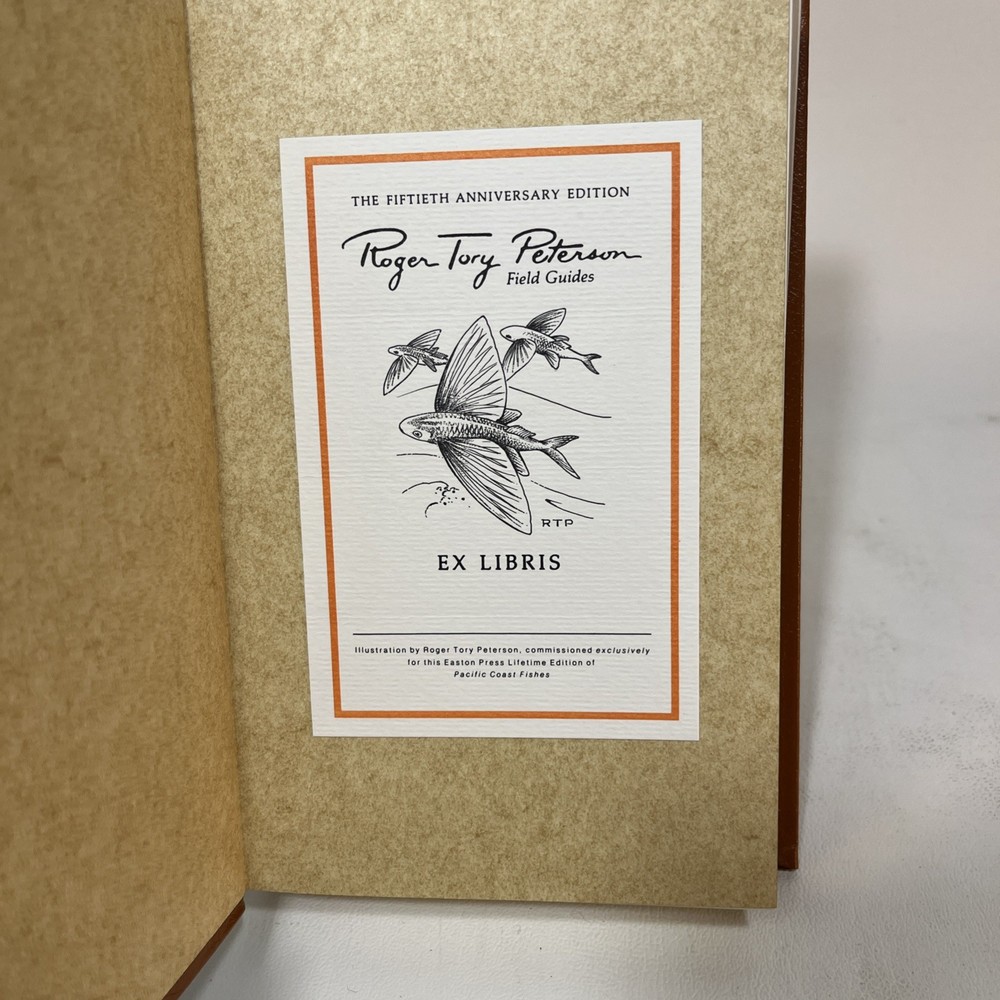 THE FIFTIETH ANNIVERSARY EDITION
Roger Tory Peterson
Field Guides
RTP
EX LIBRIS
Illustration by Roger Tory Peterson, commissioned exclusively
for this Easton Press Lifetime Edition of
Pacific Coast Fishes